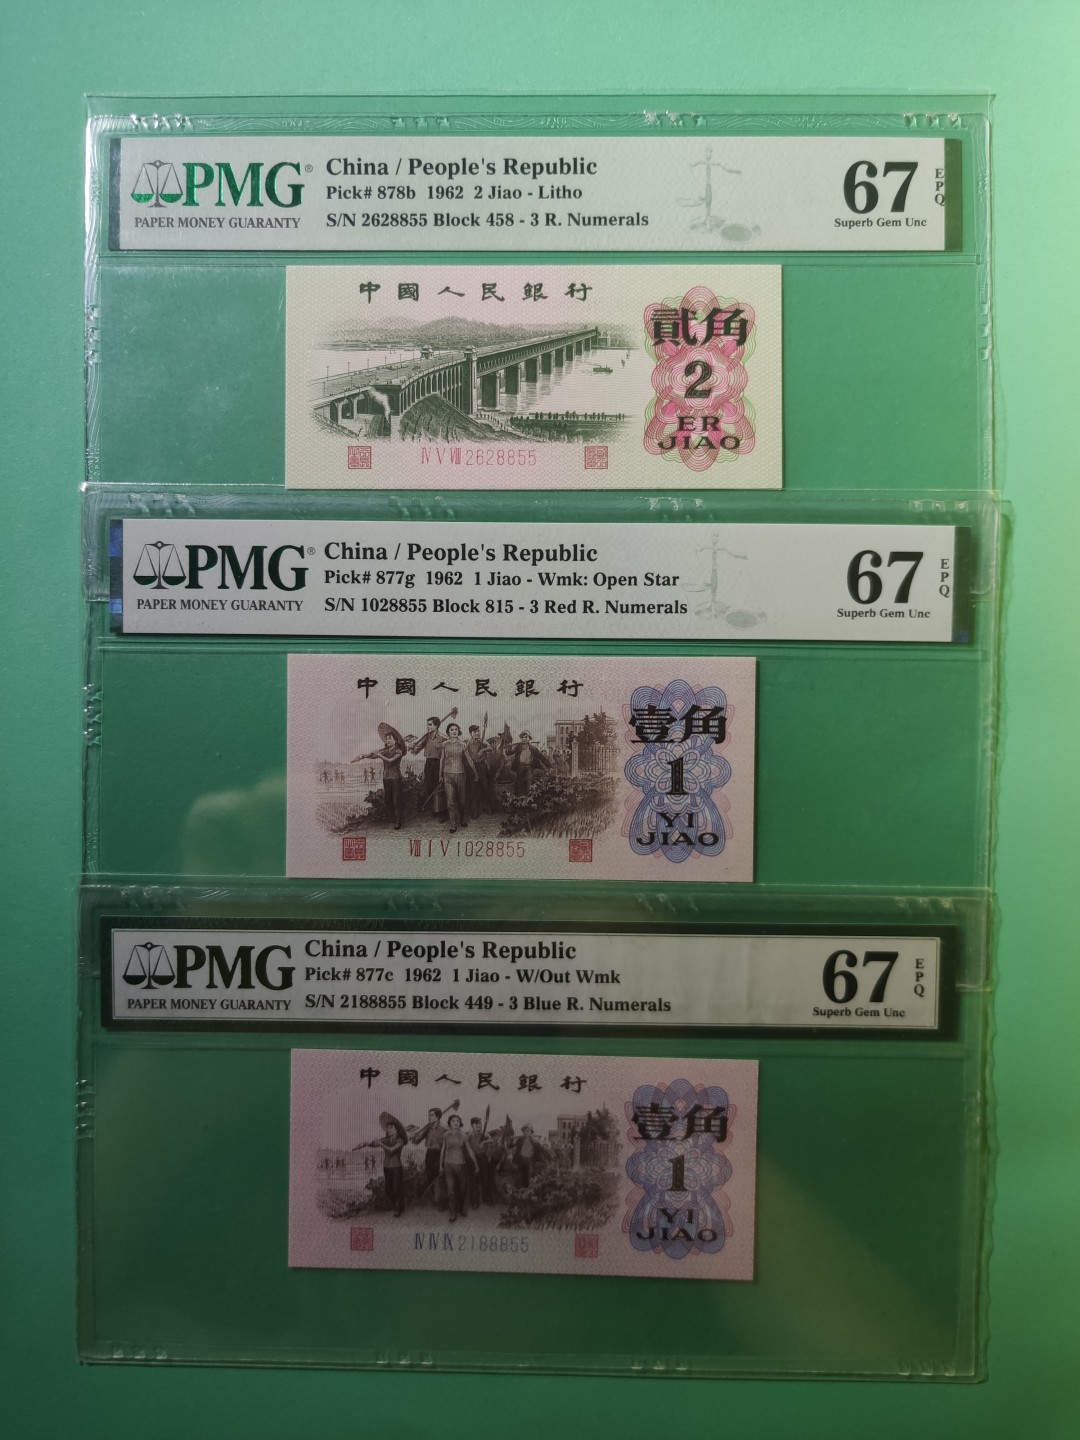 PMG®
PAPER MONEY GUARANTY
China / People's Republic
Pick# 878b 1962 2 Jiao - Litho
S/N 2628855 Block 458 - 3 R. Numerals
67
EPQ
Superb Gem Unc
中國人民銀行
貳角
2
ER
JIAO
Ⅳ Ⅴ Ⅷ 2628855
PMG®
PAPER MONEY GUARANTY
China / People's Republic
Pick# 877g 1962 1 Jiao - Wmk: Open Star
S/N 1028855 Block 815 - 3 Red R. Numerals
67
EPQ
Superb Gem Unc
中國人民銀行
壹角
1
YI
JIAO
Ⅷ Ⅰ Ⅴ 1028855
PMG
PAPER MONEY GUARANTY
China / People's Republic
Pick# 877c 1962 1 Jiao - W/Out Wmk
S/N 2188855 Block 449 - 3 Blue R. Numerals
67
EPQ
Superb Gem Unc
中國人民銀行
壹角
1
YI
JIAO
Ⅳ Ⅳ Ⅸ 2188855